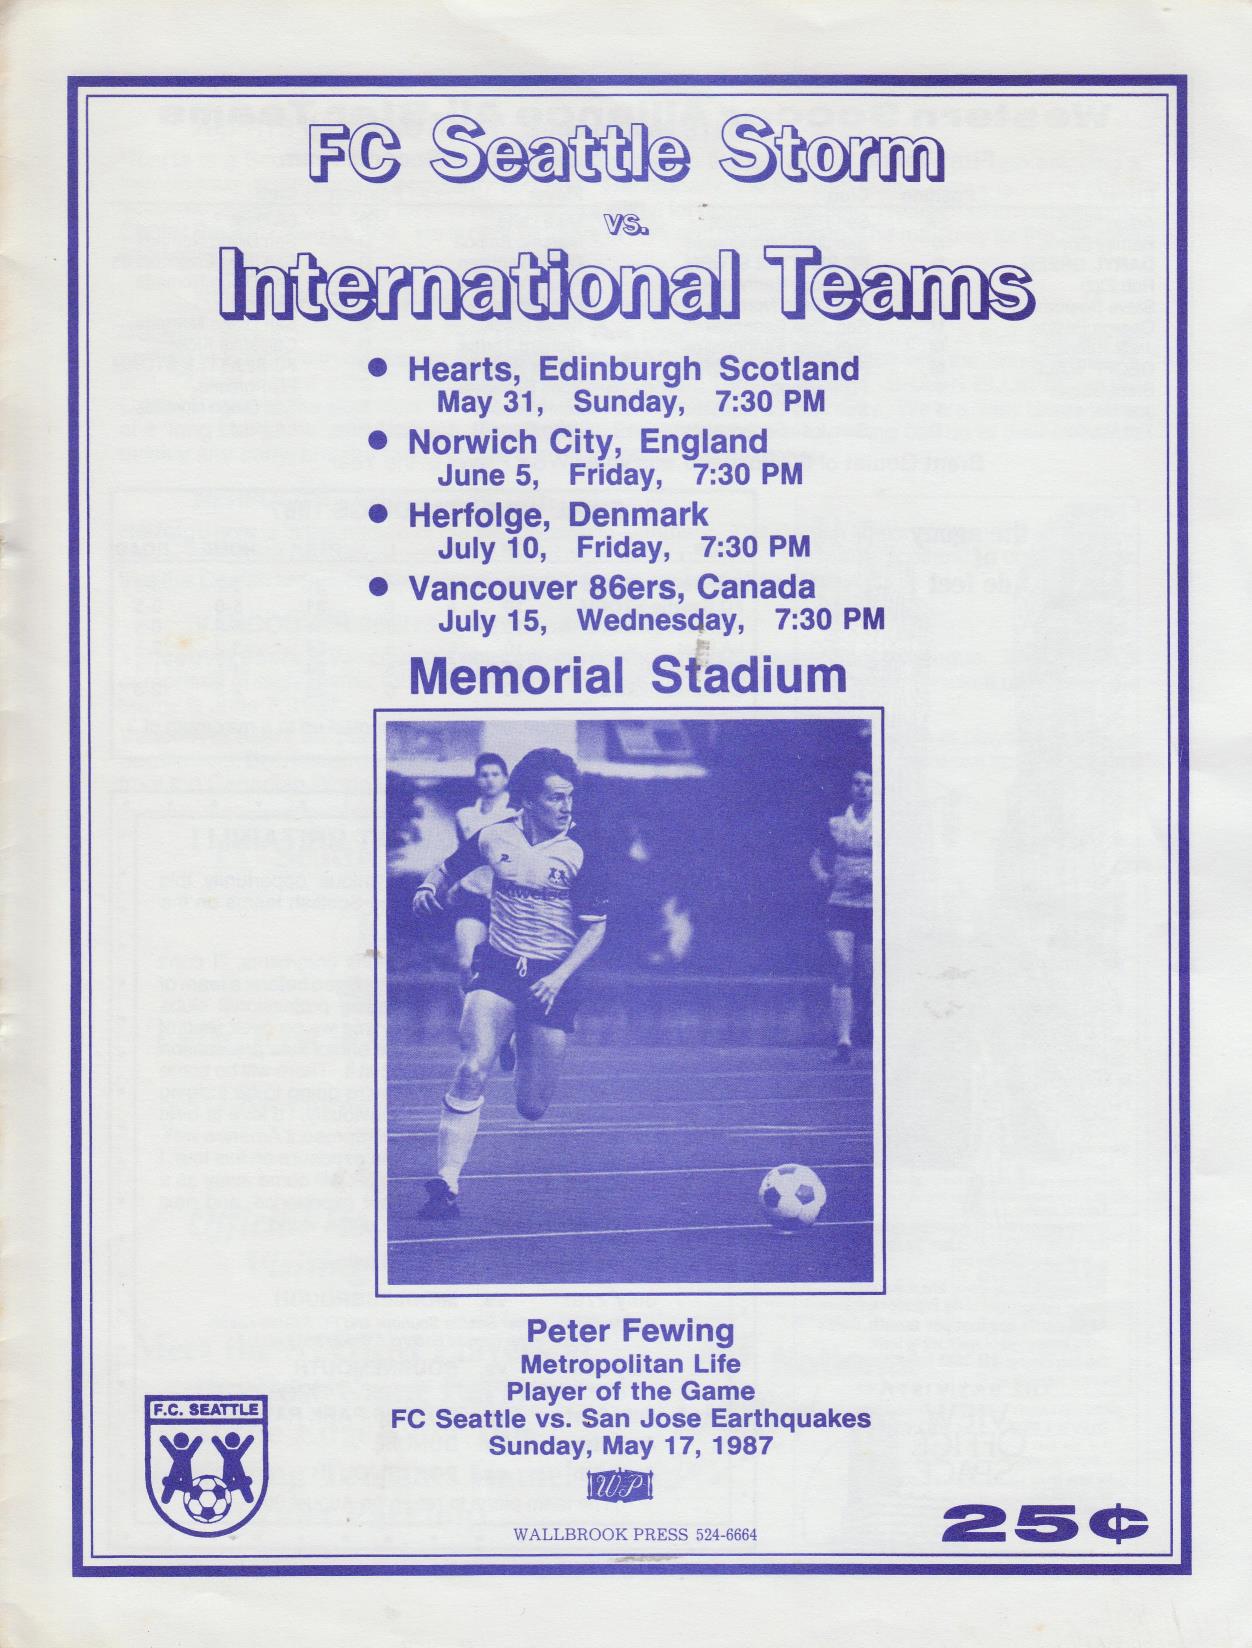 FC Seattle Storm
vs.
International Teams
● Hearts, Edinburgh Scotland
May 31, Sunday, 7:30 PM
● Norwich City, England
June 5, Friday, 7:30 PM
● Herfolge, Denmark
July 10, Friday, 7:30 PM
● Vancouver 86ers, Canada
July 15, Wednesday, 7:30 PM
Memorial Stadium
Peter Fewing
Metropolitan Life
Player of the Game
FC Seattle vs. San Jose Earthquakes
Sunday, May 17, 1987
F.C. SEATTLE
WP
WALLBROOK PRESS 524-6664
25¢